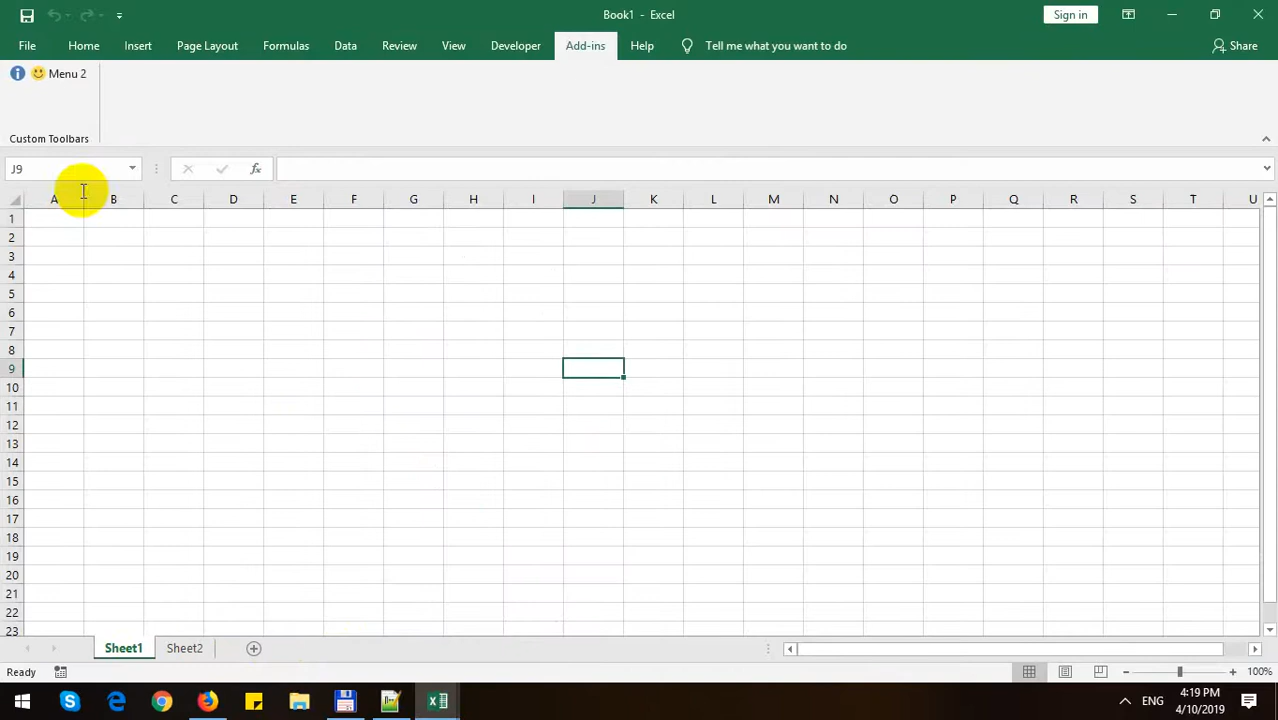 Book1 - Excel
Sign in
File Home Insert Page Layout Formulas Data Review View Developer Add-ins Help Tell me what you want to do Share
Menu 2
Custom Toolbars
J9 fx
A B C D E F G H I J K L M N O P Q R S T U
1
2
3
4
5
6
7
8
9
10
11
12
13
14
15
16
17
18
19
20
21
22
23
Sheet1 Sheet2
Ready 100%
ENG 4:19 PM
4/10/2019